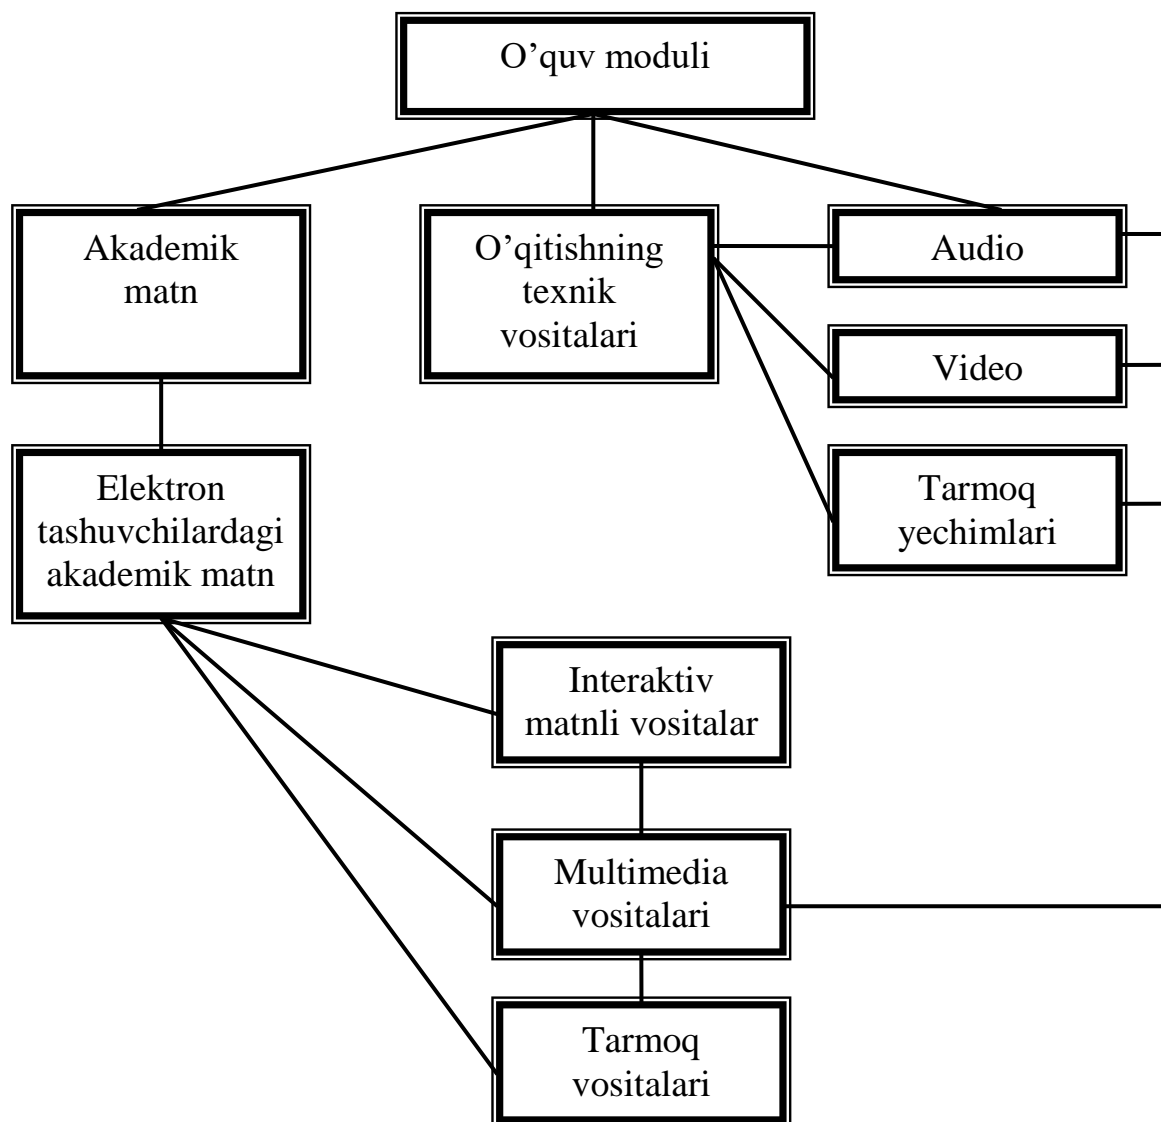 O’quv moduli
Akademik
matn
O’qitishning
texnik
vositalari
Audio
Video
Tarmoq
yechimlari
Elektron
tashuvchilardagi
akademik matn
Interaktiv
matnli vositalar
Multimedia
vositalari
Tarmoq
vositalari